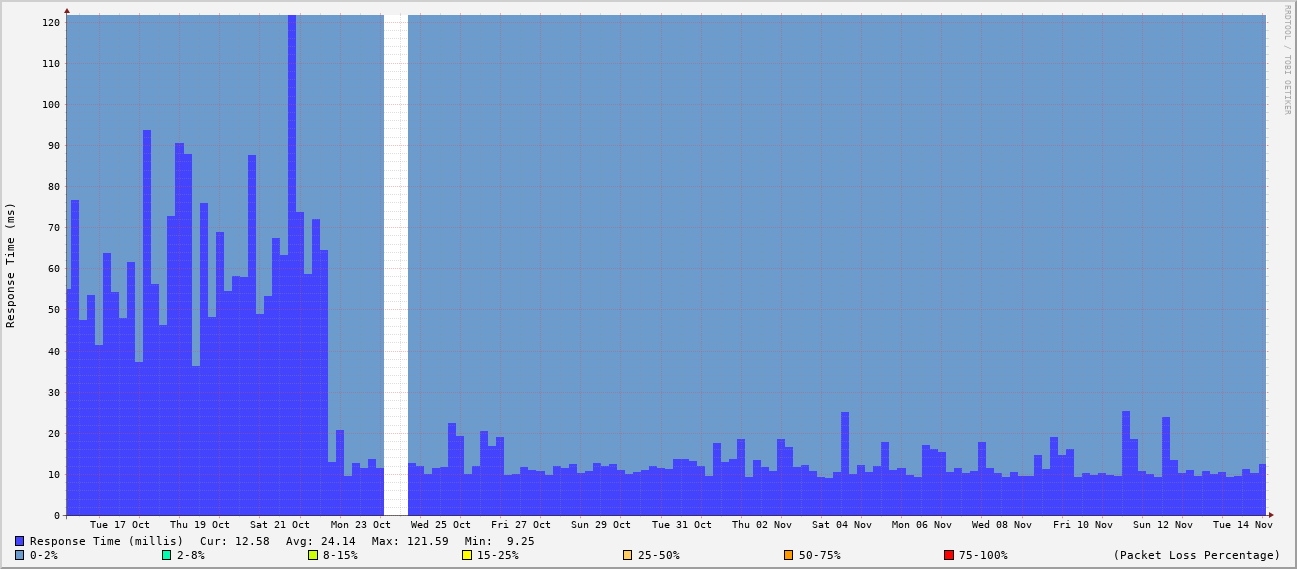 RRDTOOL / TOBI OETIKER
Response Time (ms)
120
110
100
90
80
70
60
50
40
30
20
10
0
Tue 17 Oct Thu 19 Oct Sat 21 Oct Mon 23 Oct Wed 25 Oct Fri 27 Oct Sun 29 Oct Tue 31 Oct Thu 02 Nov Sat 04 Nov Mon 06 Nov Wed 08 Nov Fri 10 Nov Sun 12 Nov Tue 14 Nov
Response Time (millis) Cur: 12.58 Avg: 24.14 Max: 121.59 Min: 9.25
0-2% 2-8% 8-15% 15-25% 25-50% 50-75% 75-100% (Packet Loss Percentage)